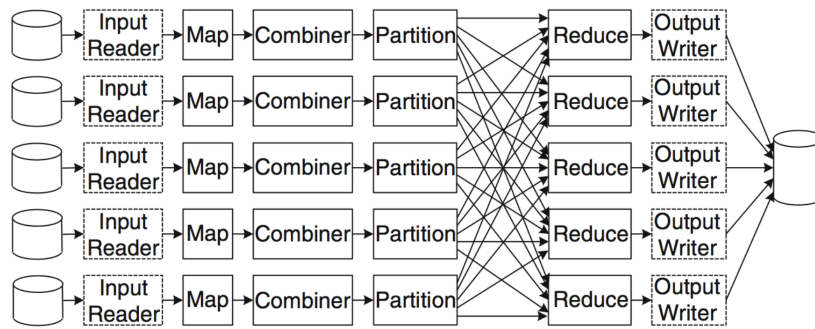 Input
Reader
Map
Combiner
Partition
Reduce
Output
Writer
Input
Reader
Map
Combiner
Partition
Reduce
Output
Writer
Input
Reader
Map
Combiner
Partition
Reduce
Output
Writer
Input
Reader
Map
Combiner
Partition
Reduce
Output
Writer
Input
Reader
Map
Combiner
Partition
Reduce
Output
Writer